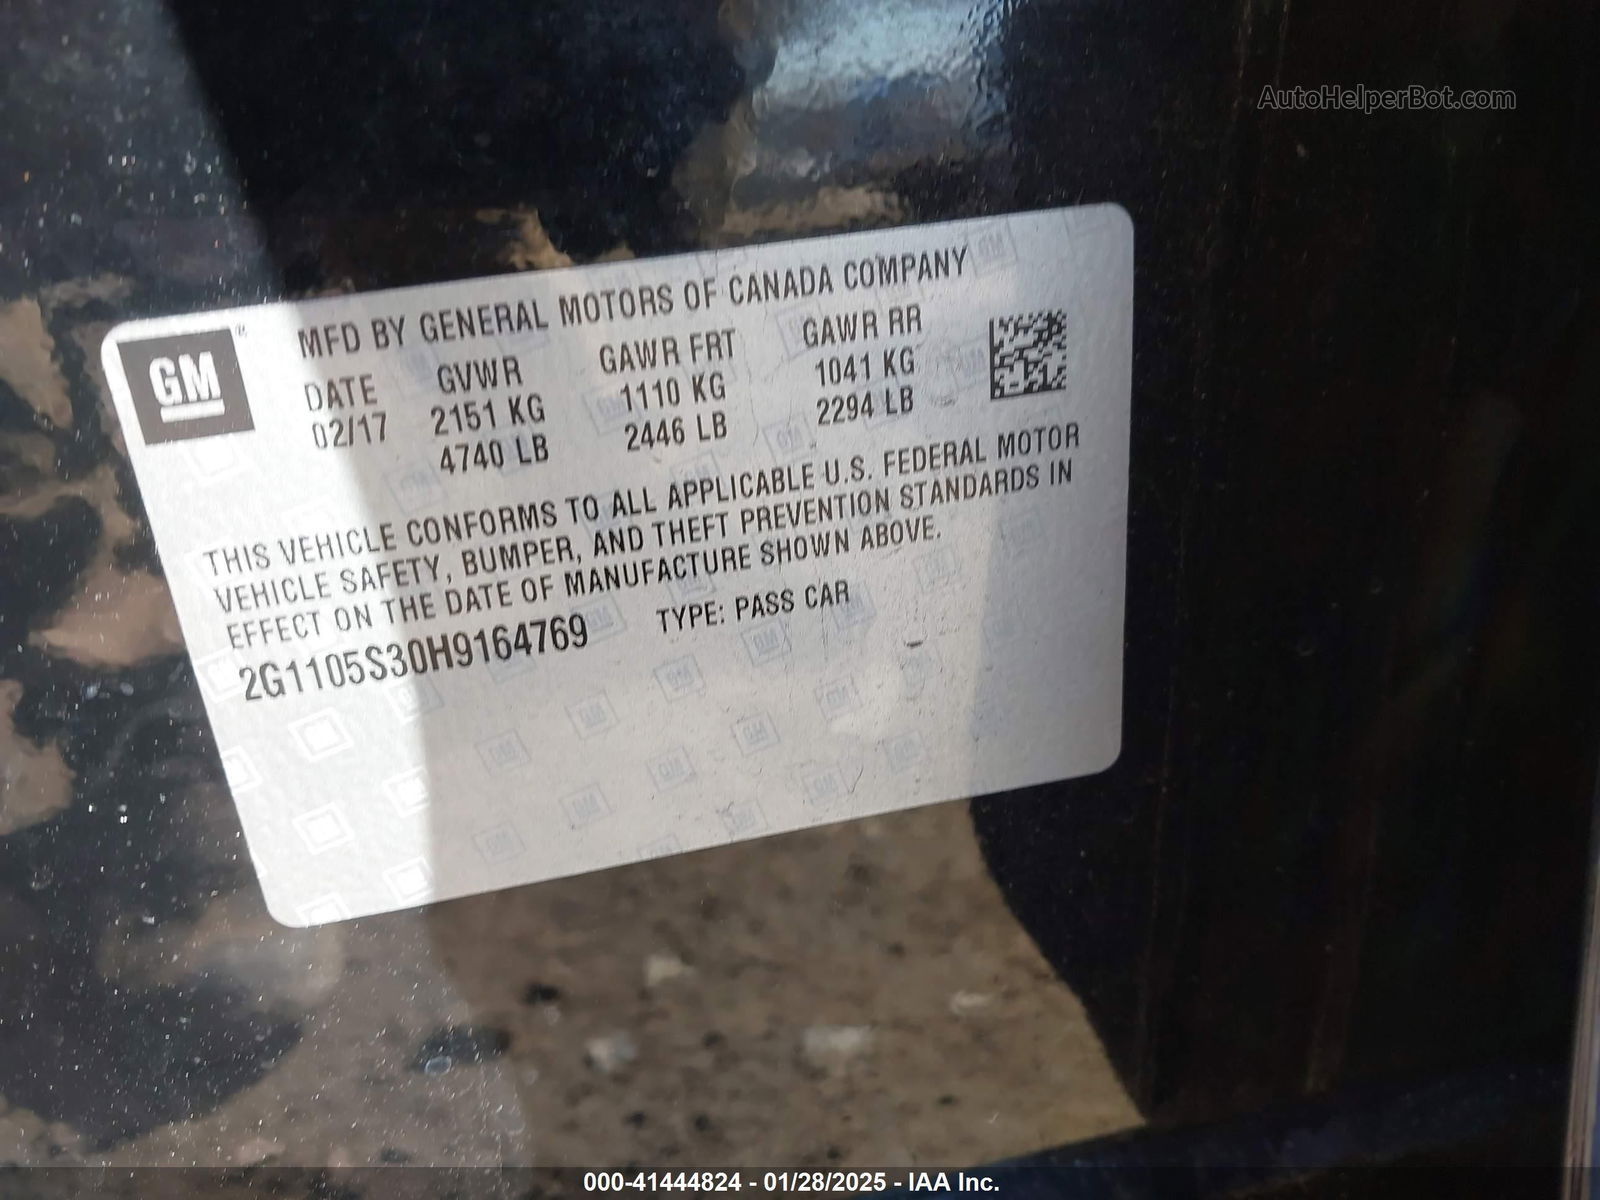 AutoHelperBot.com
GM®
MFD BY GENERAL MOTORS OF CANADA COMPANY
DATE GVWR GAWR FRT GAWR RR
02/17 2151 KG 1110 KG 1041 KG
4740 LB 2446 LB 2294 LB
THIS VEHICLE CONFORMS TO ALL APPLICABLE U.S. FEDERAL MOTOR
VEHICLE SAFETY, BUMPER, AND THEFT PREVENTION STANDARDS IN
EFFECT ON THE DATE OF MANUFACTURE SHOWN ABOVE.
2G1105S30H9164769 TYPE: PASS CAR
000-41444824 - 01/28/2025 - IAA Inc.